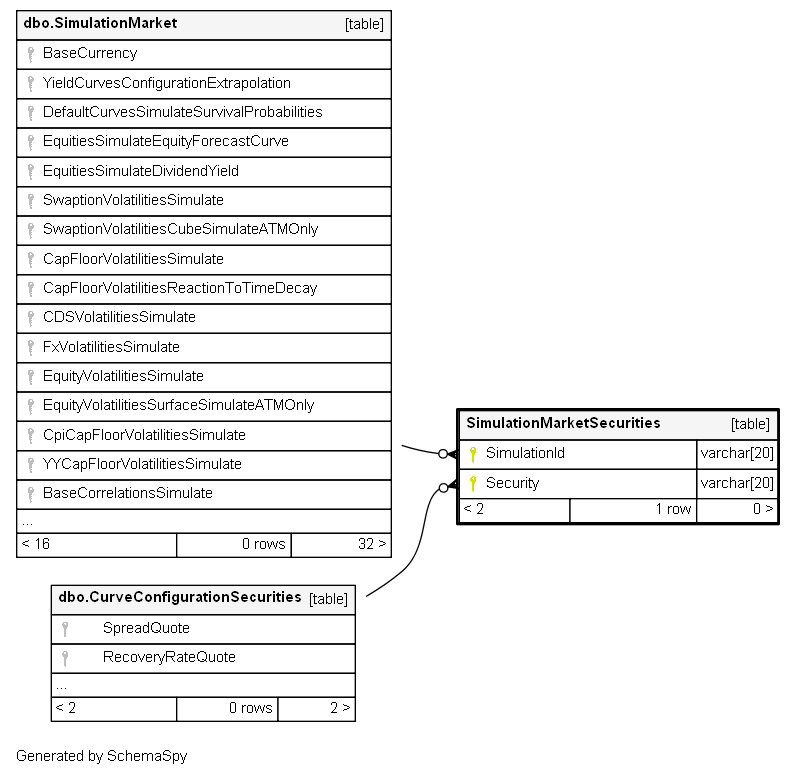 dbo.SimulationMarket [table]
BaseCurrency
YieldCurvesConfigurationExtrapolation
DefaultCurvesSimulateSurvivalProbabilities
EquitiesSimulateEquityForecastCurve
EquitiesSimulateDividendYield
SwaptionVolatilitiesSimulate
SwaptionVolatilitiesCubeSimulateATMOnly
CapFloorVolatilitiesSimulate
CapFloorVolatilitiesReactionToTimeDecay
CDSVolatilitiesSimulate
FxVolatilitiesSimulate
EquityVolatilitiesSimulate
EquityVolatilitiesSurfaceSimulateATMOnly
CpiCapFloorVolatilitiesSimulate
YYCapFloorVolatilitiesSimulate
BaseCorrelationsSimulate
...
< 16 0 rows 32 >
SimulationMarketSecurities [table]
SimulationId varchar[20]
Security varchar[20]
< 2 1 row 0 >
dbo.CurveConfigurationSecurities [table]
SpreadQuote
RecoveryRateQuote
...
< 2 0 rows 2 >
Generated by SchemaSpy